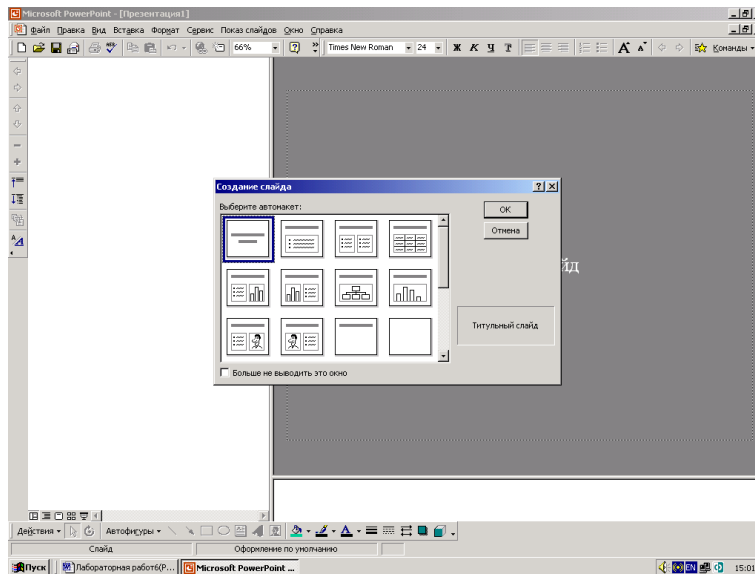 Microsoft PowerPoint - [Презентация1]
Файл Правка Вид Вставка Формат Сервис Показ слайдов Окно Справка
66% Times New Roman 24 Ж К Ч Т Команды
Создание слайда
Выберите автомакет:
ОК
Отмена
йд
Титульный слайд
Больше не выводить это окно
Действия Автофигуры
Слайд Оформление по умолчанию
Пуск Лабораторная работ6(Р... Microsoft PowerPoint ... EN 15:01